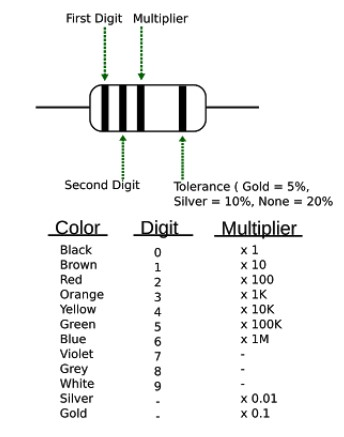 First Digit Multiplier
Second Digit
Tolerance ( Gold = 5%,
Silver = 10%, None = 20%
Color Digit Multiplier
Black 0 x 1
Brown 1 x 10
Red 2 x 100
Orange 3 x 1K
Yellow 4 x 10K
Green 5 x 100K
Blue 6 x 1M
Violet 7 -
Grey 8 -
White 9 -
Silver - x 0.01
Gold - x 0.1